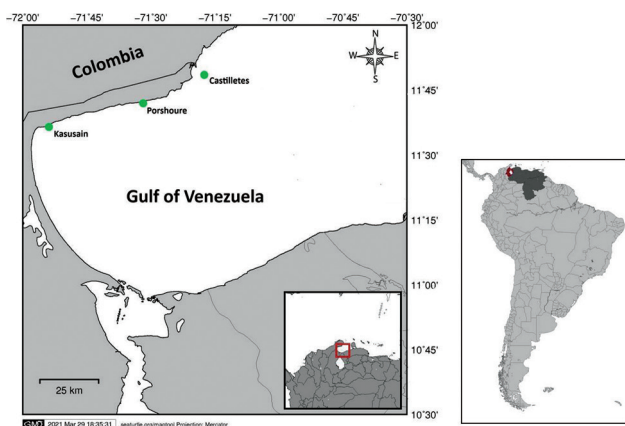 −72°00' −71°45' −71°30' −71°15' −71°00' −70°45' −70°30'
12°00'
N
W E
S
Colombia
Castilletes
11°45'
Porshoure
Kasusain
11°30'
Gulf of Venezuela
11°15'
11°00'
10°45'
25 km
10°30'
GMD 2021 Mar 29 18:35:31 seaturtle.org/maptool Projection: Mercator